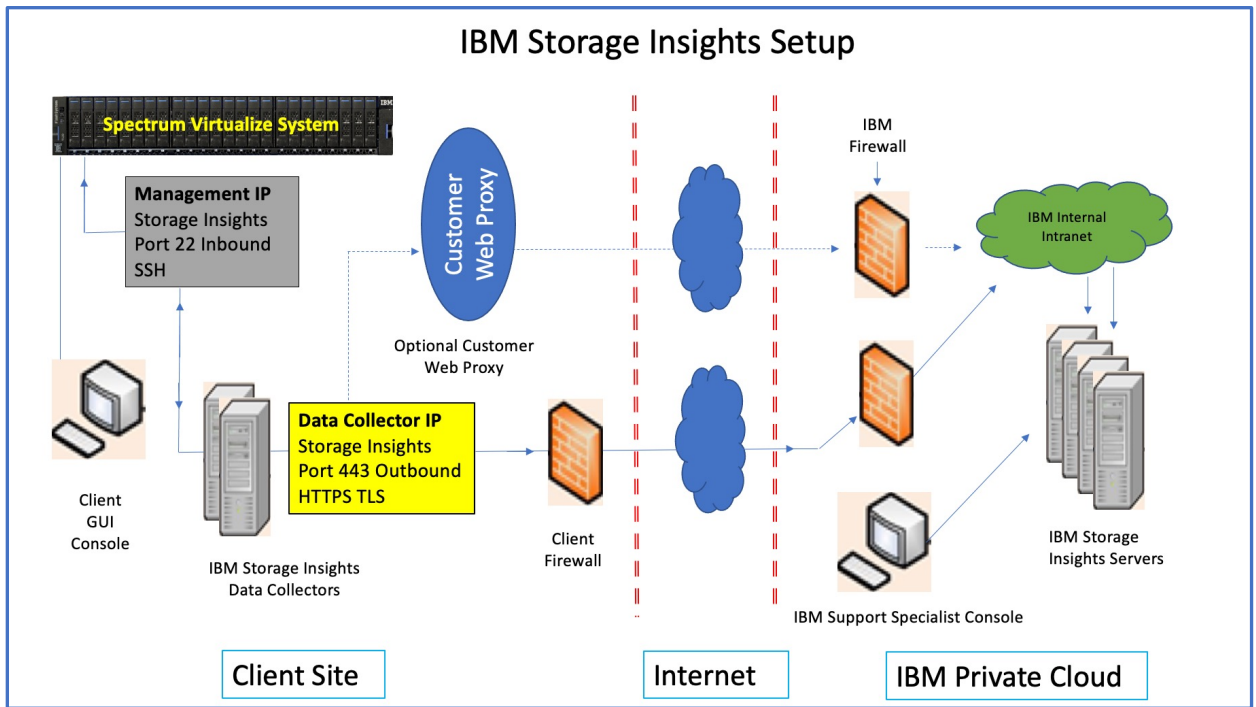 IBM Storage Insights Setup
IBM
Spectrum Virtualize System
Management IP
Storage Insights
Port 22 Inbound
SSH
Customer
Web Proxy
Optional Customer
Web Proxy
IBM
Firewall
IBM Internal
Intranet
Client
GUI
Console
Data Collector IP
Storage Insights
Port 443 Outbound
HTTPS TLS
IBM Storage Insights
Data Collectors
Client
Firewall
IBM Storage
Insights Servers
IBM Support Specialist Console
Client Site
Internet
IBM Private Cloud